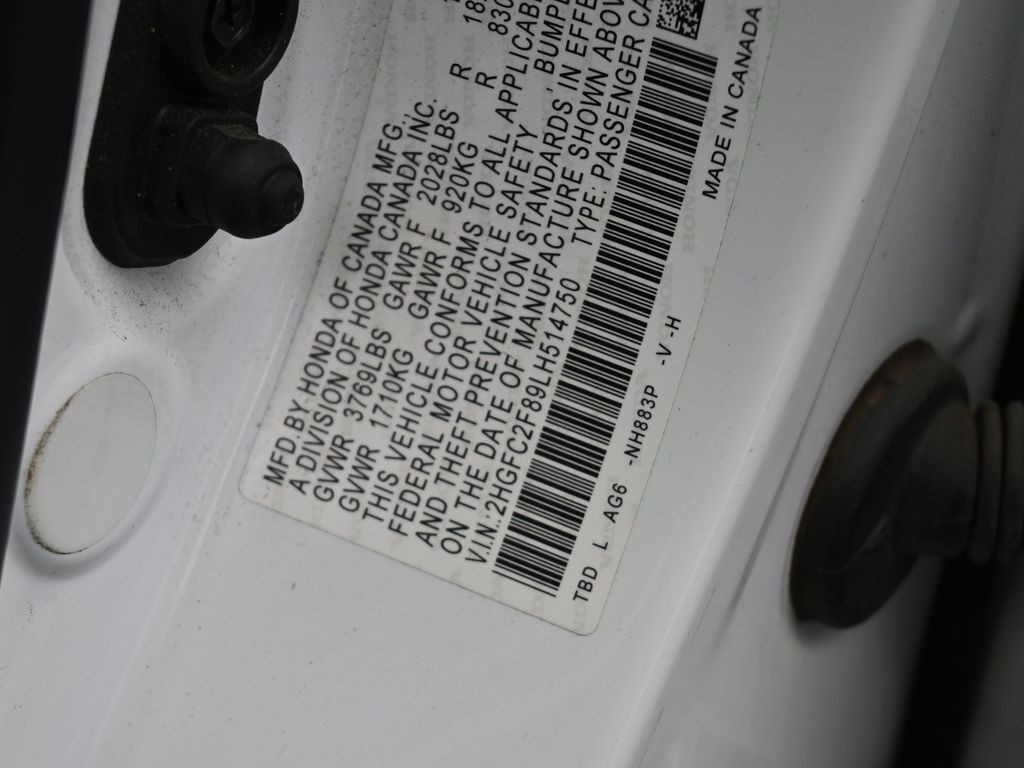 MFD.BY HONDA OF CANADA MFG.
A DIVISION OF HONDA CANADA INC.
GVWR 3769LBS GAWR F 2028LBS R 18
GVWR 1710KG GAWR F 920KG R 830
THIS VEHICLE CONFORMS TO ALL APPLICABLE
FEDERAL MOTOR VEHICLE SAFETY, BUMPER
AND THEFT PREVENTION STANDARDS IN EFFECT
ON THE DATE OF MANUFACTURE SHOWN ABOVE
V.I.N.:2HGFC2F89LH514750 TYPE: PASSENGER CA
TBD L AG6 -NH883P -V -H MADE IN CANADA